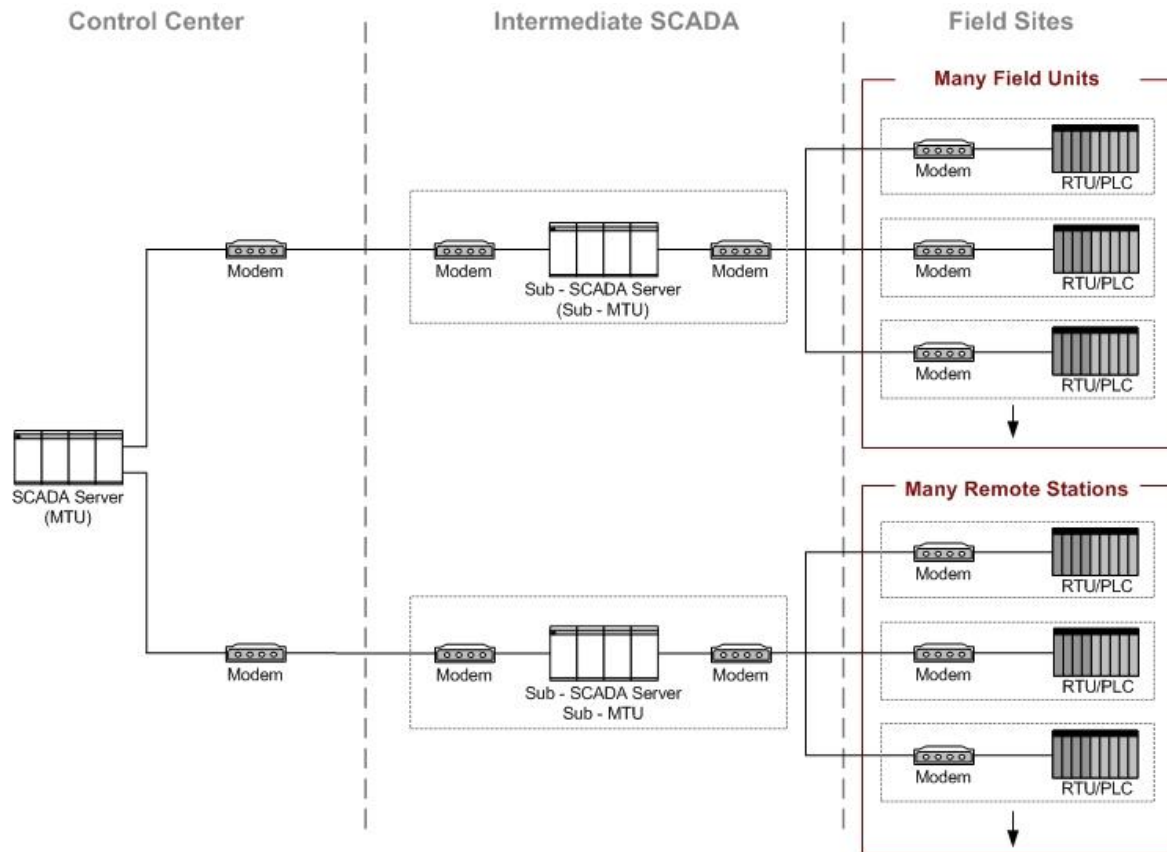 Control Center
Intermediate SCADA
Field Sites
Many Field Units
Modem
RTU/PLC
Modem
Modem
Sub - SCADA Server
(Sub - MTU)
Modem
Modem
RTU/PLC
Modem
RTU/PLC
SCADA Server
(MTU)
Many Remote Stations
Modem
RTU/PLC
Modem
Modem
Sub - SCADA Server
Sub - MTU
Modem
Modem
RTU/PLC
Modem
RTU/PLC